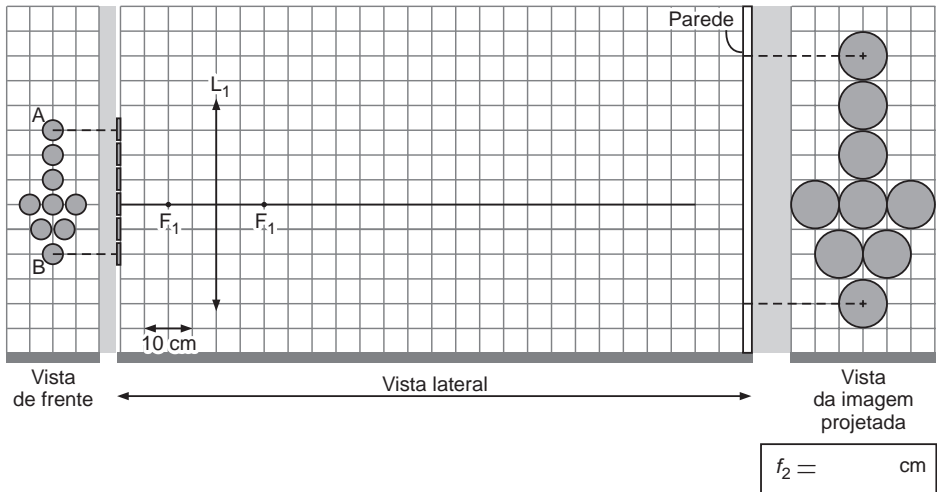 Parede
L1
A
F1 F1
B
10 cm
Vista
de frente
Vista lateral
Vista
da imagem
projetada
f2 = cm